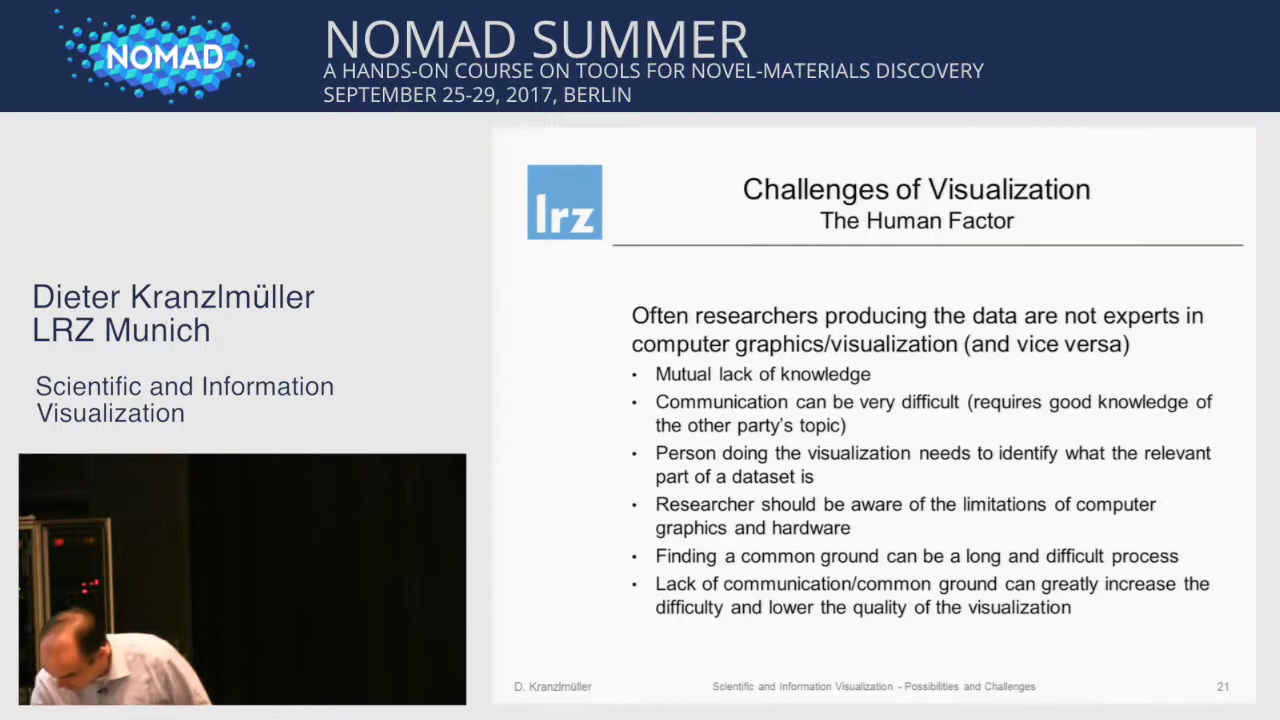 NOMAD
NOMAD SUMMER
A HANDS-ON COURSE ON TOOLS FOR NOVEL-MATERIALS DISCOVERY
SEPTEMBER 25-29, 2017, BERLIN
Dieter Kranzlmüller
LRZ Munich
Scientific and Information
Visualization
lrz
Challenges of Visualization
The Human Factor
Often researchers producing the data are not experts in
computer graphics/visualization (and vice versa)
• Mutual lack of knowledge
• Communication can be very difficult (requires good knowledge of
the other party's topic)
• Person doing the visualization needs to identify what the relevant
part of a dataset is
• Researcher should be aware of the limitations of computer
graphics and hardware
• Finding a common ground can be a long and difficult process
• Lack of communication/common ground can greatly increase the
difficulty and lower the quality of the visualization
D. Kranzlmüller
Scientific and Information Visualization - Possibilities and Challenges
21